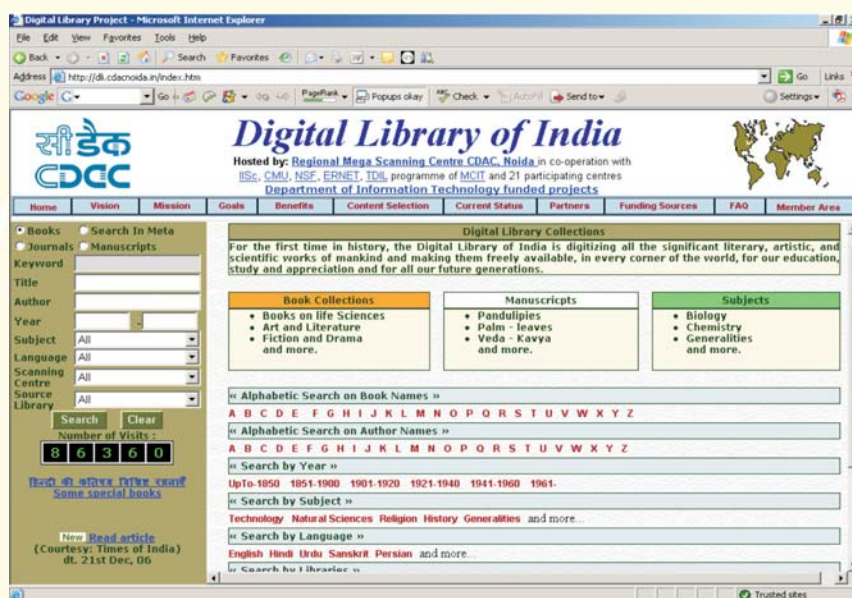 Digital Library Project - Microsoft Internet Explorer
File Edit View Favorites Tools Help
Back Search Favorites
Address http://dli.cdacnoida.in/index.htm Go Links
Google Go PageRank Popups okay Check AutoFill Send to Settings
सी डैक
CDAC
Digital Library of India
Hosted by: Regional Mega Scanning Centre CDAC, Noida in co-operation with
IISc, CMU, NSF, ERNET, TDIL programme of MCIT and 21 participating centres
Department of Information Technology funded projects
Home Vision Mission Goals Benefits Content Selection Current Status Partners Funding Sources FAQ Member Area
Books Search In Meta
Journals Manuscripts
Keyword
Title
Author
Year -
Subject All
Language All
Scanning Centre All
Source Library All
Search Clear
Number of Visits :
8 6 3 6 0
हिन्दी की
Some special books
New Read article
(Courtesy: Times of India)
dt. 21st Dec, 06
Digital Library Collections
For the first time in history, the Digital Library of India is digitizing all the significant literary, artistic, and
scientific works of mankind and making them freely available, in every corner of the world, for our education,
study and appreciation and for all our future generations.
Book Collections
• Books on life Sciences
• Art and Literature
• Fiction and Drama
and more.
Manuscricpts
• Pandulipies
• Palm - leaves
• Veda - Kavya
and more.
Subjects
• Biology
• Chemistry
• Generalities
and more.
« Alphabetic Search on Book Names »
A B C D E F G H I J K L M N O P Q R S T U V W X Y Z
« Alphabetic Search on Author Names »
A B C D E F G H I J K L M N O P Q R S T U V W X Y Z
« Search by Year »
UpTo-1850 1851-1900 1901-1920 1921-1940 1941-1960 1961-
« Search by Subject »
Technology Natural Sciences Religion History Generalities and more...
« Search by Language »
English Hindi Urdu Sanskrit Persian and more...
« Search by Libraries »
Trusted sites